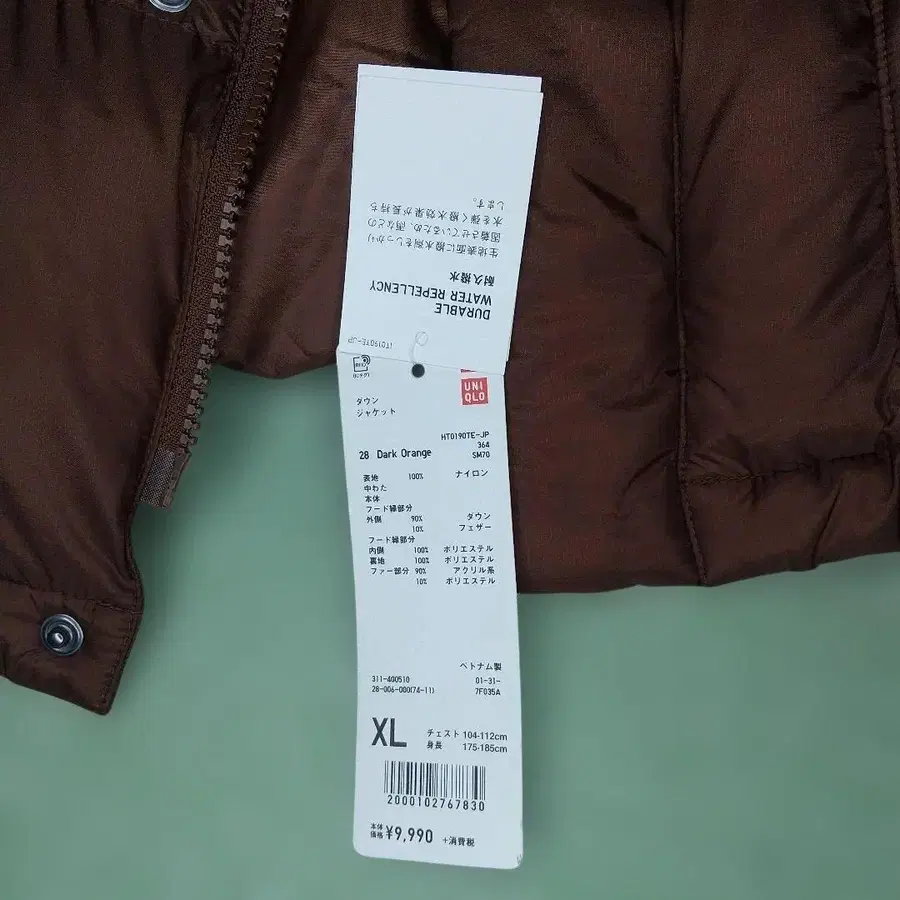 DURABLE
WATER REPELLENCY
耐久撥水
生地表面に撥水剤をしっかり
固着させているため、雨などの
水を弾く撥水効果が長持ち
します。
HT0190TE-JP
UNI
QLO
ダウン
ジャケット
HT0190TE-JP
364
28 Dark Orange SM70
表地 100% ナイロン
中わた
本体
フード縁部分
外側 90% ダウン
10% フェザー
フード縁部分
内側 100% ポリエステル
裏地 100% ポリエステル
ファー部分 90% アクリル系
10% ポリエステル
ベトナム製
311-400510 01-31-
28-006-000(74-11) 7F035A
XL チェスト 104-112cm
身長 175-185cm
2000102767830
本体
価格 ¥9,990 +消費税